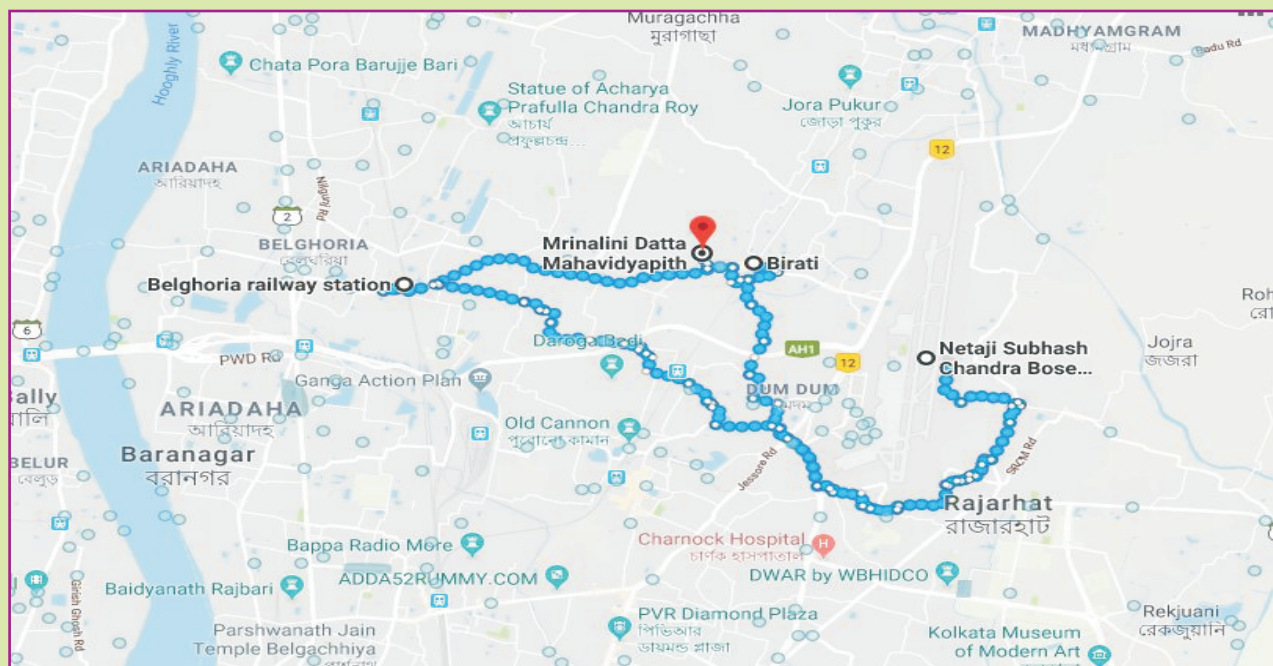 Muragachha
মুরাগাছা
MADHYAMGRAM
মধ্যমগ্রাম
Badu Rd
Hooghly River
Chata Pora Barujje Bari
Statue of Acharya
Prafulla Chandra Roy
আচার্য
প্রফুল্লচন্দ্র...
Jora Pukur
জোড়া পুকুর
12
ARIADAHA
আরিয়াদহ
Nilgunj Rd
2
BELGHORIA
বেলঘরিয়া
Mrinalini Datta
Mahavidyapith
Birati
Belghoria railway station
Roh
রো
6
PWD Rd
Daroga Badi
AH1
12
Netaji Subhash
Chandra Bose...
Jojra
জজরা
Ganga Action Plan
DUM DUM
ally
ালি
ARIADAHA
আরিয়াদহ
Old Cannon
পুরোনো কামান
BELUR
বেলুড়
Baranagar
বরানগর
Jessore Rd
SRCM Rd
Rajarhat
রাজারহাট
Bappa Radio More
Charnock Hospital
চার্ণক হাসপাতাল
H
ADDA52RUMMY.COM
DWAR by WBHIDCO
Baidyanath Rajbari
Girish Ghosh Rd
PVR Diamond Plaza
পিভিআর
ডায়মন্ড প্লাজা
Rekjuani
রেকজুয়ানি
Parshwanath Jain
Temple Belgachhiya
Kolkata Museum
of Modern Art